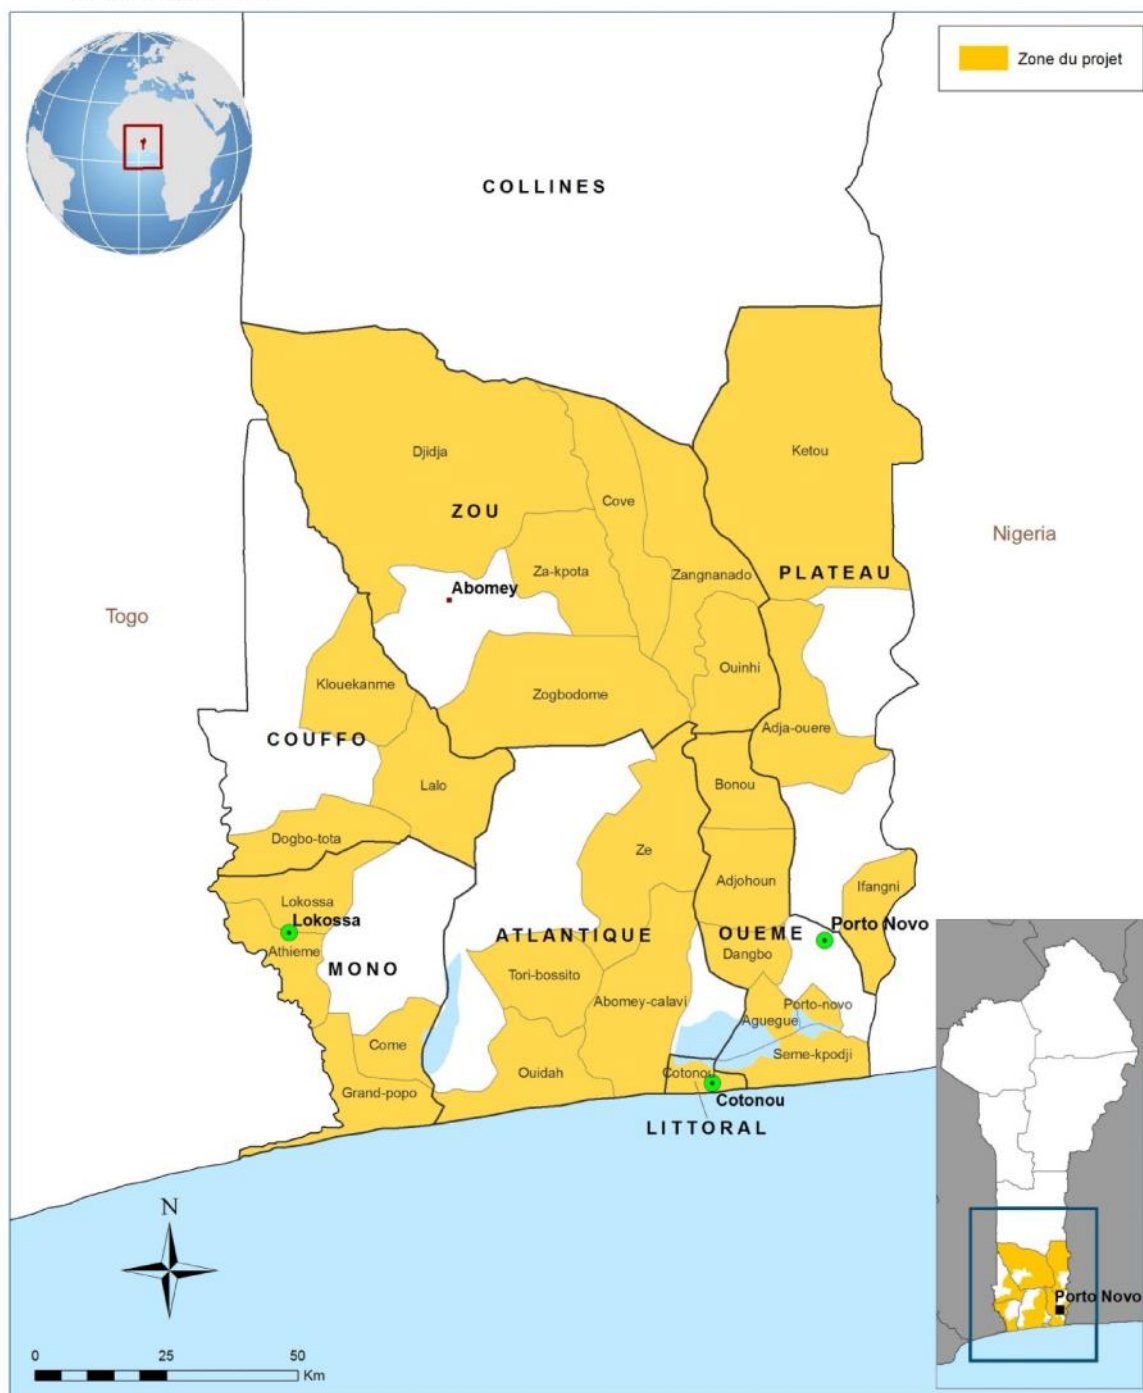 Zone du projet
COLLINES
Djidja
Ketou
Cove
ZOU
Nigeria
Za-kpota
Zangnanado
PLATEAU
Abomey
Togo
Ouinhi
Klouekanme
Zogbodome
Adja-ouere
COUFFO
Lalo
Bonou
Dogbo-tota
Ze
Adjohoun
Ifangni
Lokossa
Lokossa
Porto Novo
ATLANTIQUE
OUEME
Athieme
Dangbo
MONO
Tori-bossito
Abomey-calavi
Porto-novo
Aguegue
Come
Seme-kpodji
Ouidah
Cotonou
Grand-popo
Cotonou
LITTORAL
N
Porto Novo
0 25 50
Km